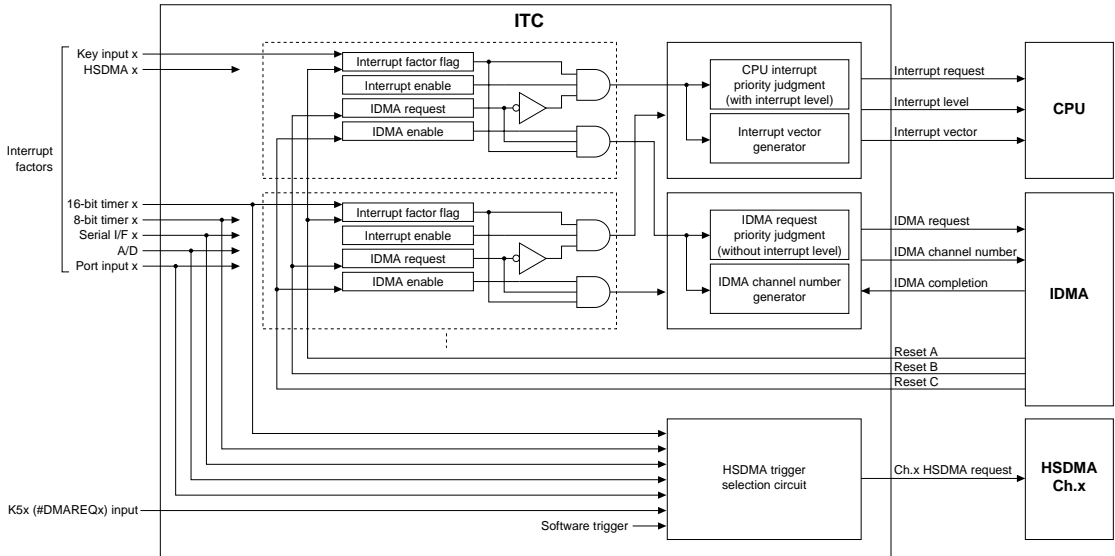 ITC
Key input x
HSDMA x
Interrupt
factors
16-bit timer x
8-bit timer x
Serial I/F x
A/D
Port input x
Interrupt factor flag
Interrupt enable
IDMA request
IDMA enable
Interrupt factor flag
Interrupt enable
IDMA request
IDMA enable
CPU interrupt
priority judgment
(with interrupt level)
Interrupt vector
generator
Interrupt request
Interrupt level
Interrupt vector
CPU
IDMA request
priority judgment
(without interrupt level)
IDMA channel number
generator
IDMA request
IDMA channel number
IDMA completion
IDMA
Reset A
Reset B
Reset C
HSDMA trigger
selection circuit
Ch.x HSDMA request
HSDMA
Ch.x
K5x (#DMAREQx) input
Software trigger